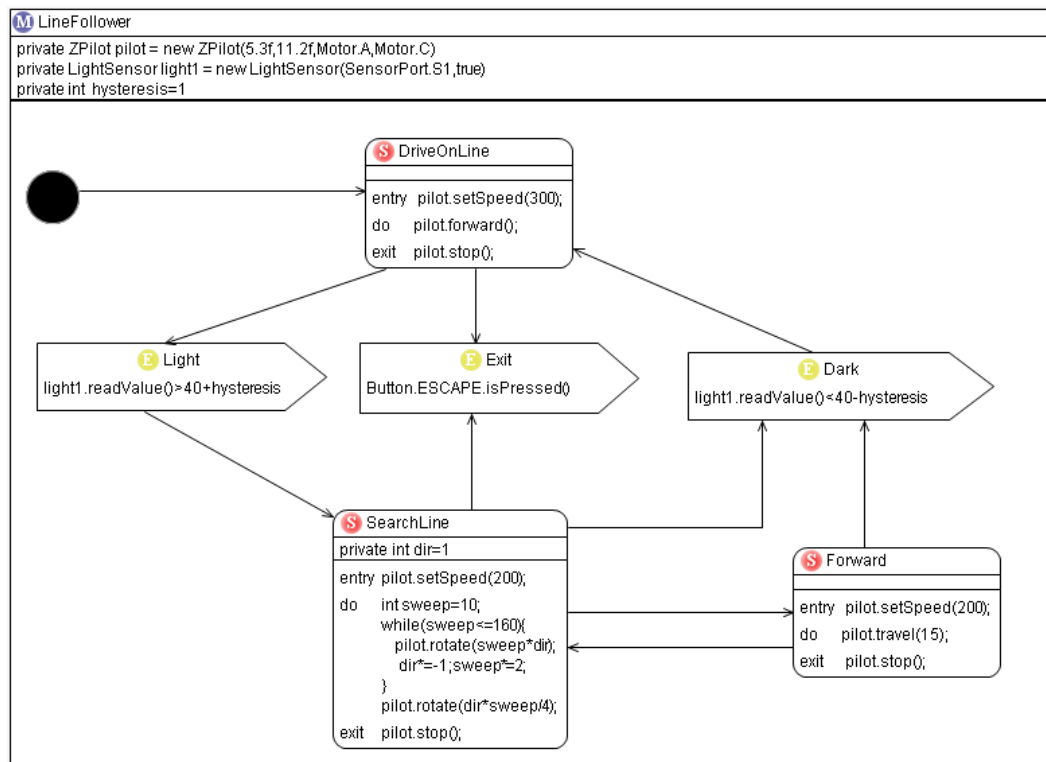 M LineFollower
private ZPilot pilot = new ZPilot(5.3f,11.2f,Motor.A,Motor.C)
private LightSensor light1 = new LightSensor(SensorPort.S1,true)
private int hysteresis=1
S DriveOnLine
entry pilot.setSpeed(300);
do pilot.forward();
exit pilot.stop();
E Light
light1.readValue()>40+hysteresis
E Exit
Button.ESCAPE.isPressed()
E Dark
light1.readValue()<40-hysteresis
S SearchLine
private int dir=1
entry pilot.setSpeed(200);
do int sweep=10;
while(sweep<=160){
pilot.rotate(sweep*dir);
dir*=-1;sweep*=2;
}
pilot.rotate(dir*sweep/4);
exit pilot.stop();
S Forward
entry pilot.setSpeed(200);
do pilot.travel(15);
exit pilot.stop();